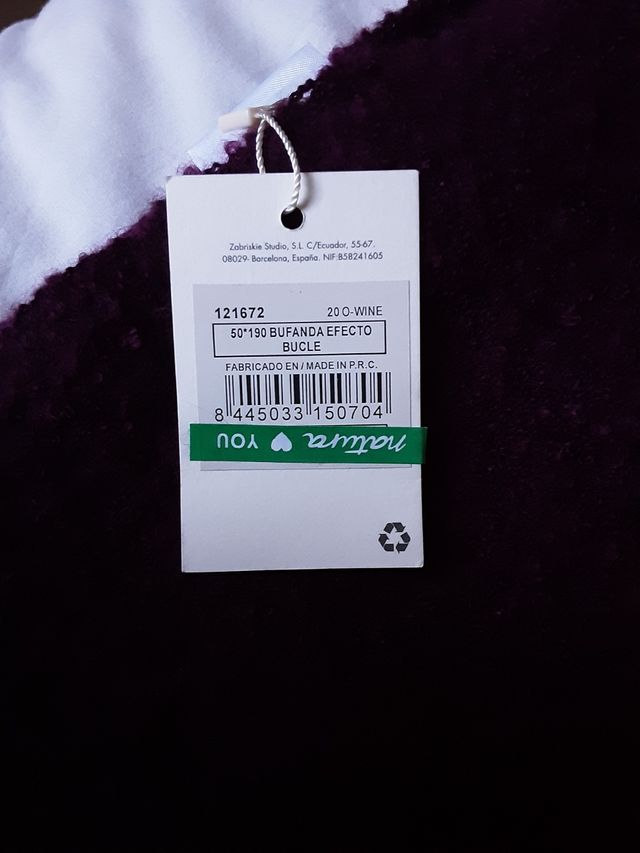 Zabriskie Studio, S.L. C/Ecuador, 55-67.
08029- Barcelona, España. NIF:B58241605
121672 20 O-WINE
50*190 BUFANDA EFECTO
BUCLE
FABRICADO EN / MADE IN P.R.C.
8 445033 150704
natura YOU